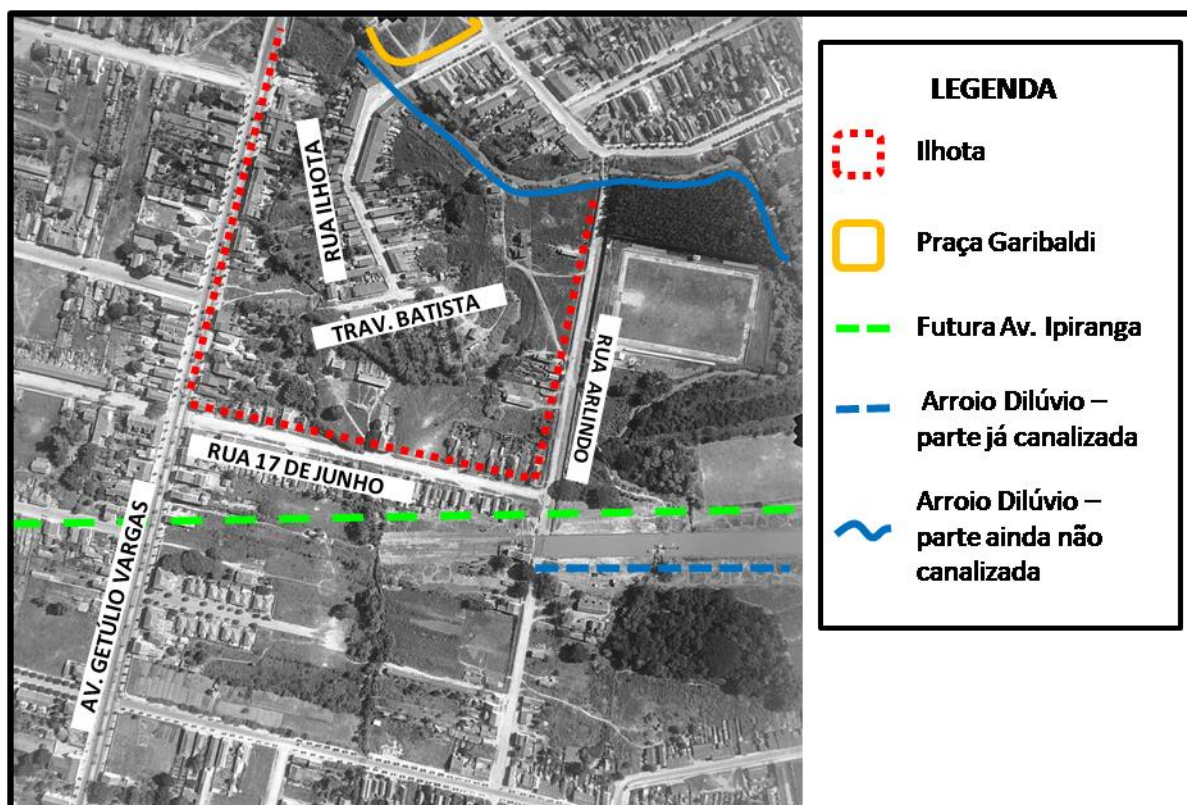 RUA ILHOTA
TRAV. BATISTA
RUA ARLINDO
RUA 17 DE JUNHO
AV. GETÚLIO VARGAS
LEGENDA
Ilhota
Praça Garibaldi
Futura Av. Ipiranga
Arroio Dilúvio –
parte já canalizada
Arroio Dilúvio –
parte ainda não
canalizada